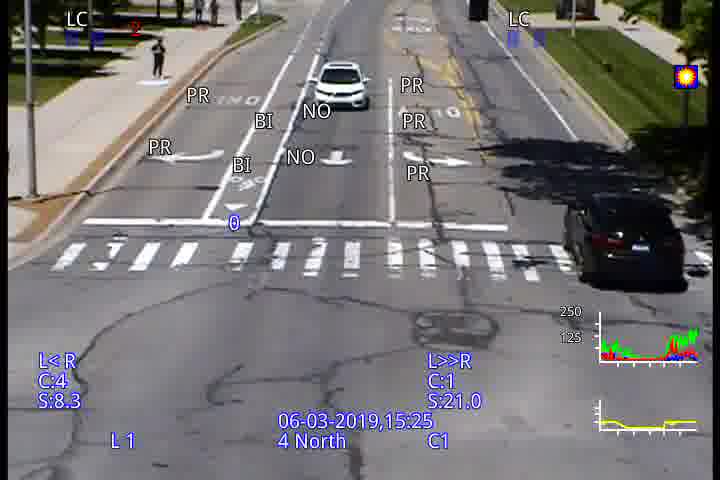 LC
LC
2
PR
PR
NO
BI
PR
PR
NO
BI
PR
0
250
125
L< R
L>>R
C:4
C:1
S:8.3
S:21.0
06-03-2019,15:25
L 1
4 North
C1